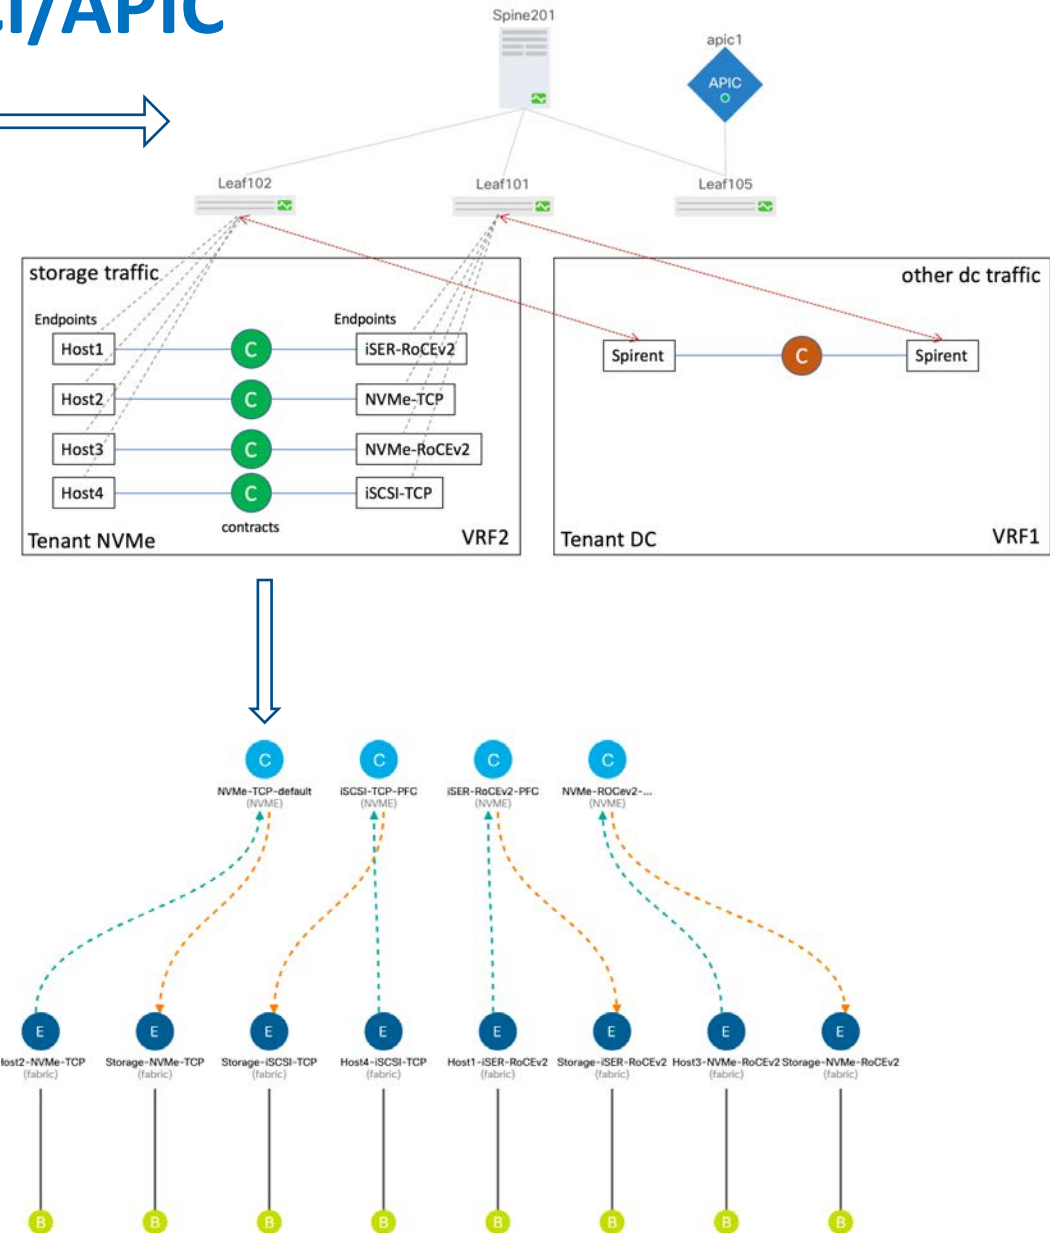 CI/APIC
Spine201
apic1
APIC
Leaf102
Leaf101
Leaf105
storage traffic
other dc traffic
Endpoints
Endpoints
Host1
C
iSER-RoCEv2
Spirent
C
Spirent
Host2
C
NVMe-TCP
Host3
C
NVMe-RoCEv2
Host4
C
iSCSI-TCP
contracts
Tenant NVMe
VRF2
Tenant DC
VRF1
C
C
C
C
NVMe-TCP-default
iSCSI-TCP-PFC
iSER-RoCEv2-PFC
NVMe-ROCev2-...
(NVME)
(NVME)
(NVME)
(NVME)
E
E
E
E
E
E
E
E
Host2-NVMe-TCP
Storage-NVMe-TCP
Storage-iSCSI-TCP
Host4-iSCSI-TCP
Host1-iSER-RoCEv2
Storage-iSER-RoCEv2
Host3-NVMe-RoCEv2
Storage-NVMe-RoCEv2
(fabric)
(fabric)
(fabric)
(fabric)
(fabric)
(fabric)
(fabric)
(fabric)
B
B
B
B
B
B
B
B